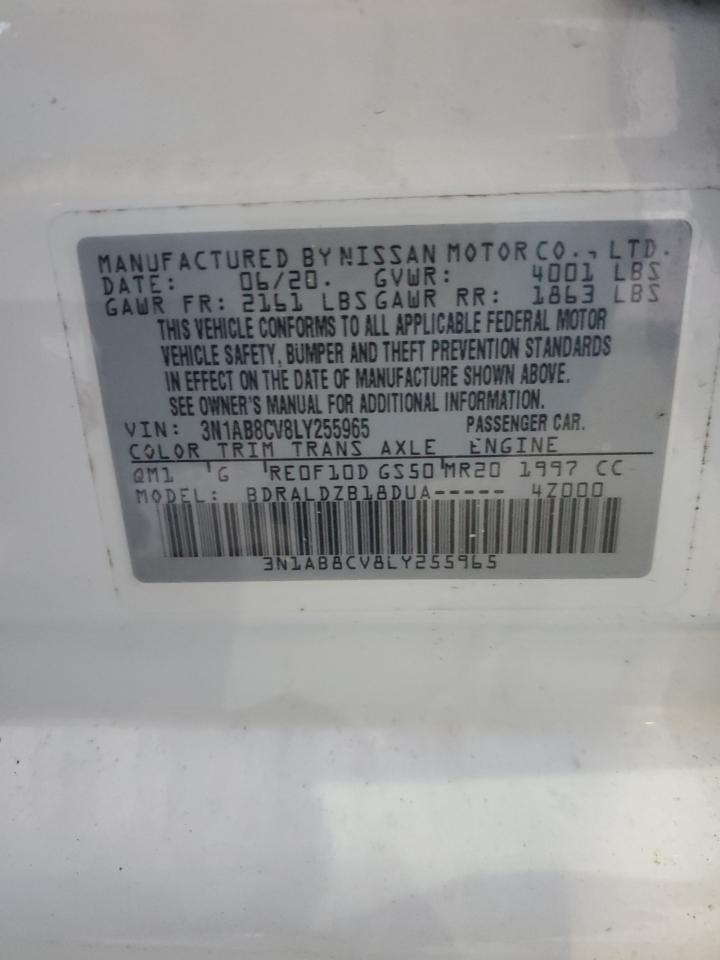 MANUFACTURED BY NISSAN MOTOR CO., LTD.
DATE: 06/20. GVWR: 4001 LBS
GAWR FR: 2161 LBS GAWR RR: 1863 LBS
THIS VEHICLE CONFORMS TO ALL APPLICABLE FEDERAL MOTOR
VEHICLE SAFETY, BUMPER AND THEFT PREVENTION STANDARDS
IN EFFECT ON THE DATE OF MANUFACTURE SHOWN ABOVE.
SEE OWNER'S MANUAL FOR ADDITIONAL INFORMATION.
VIN: 3N1AB8CV8LY255965 PASSENGER CAR.
COLOR TRIM TRANS AXLE ENGINE
QM1 G RE0F10D GS50 MR20 1997 CC
MODEL: BDRALDZB18DUA----- 4Z000
3N1AB8CV8LY255965